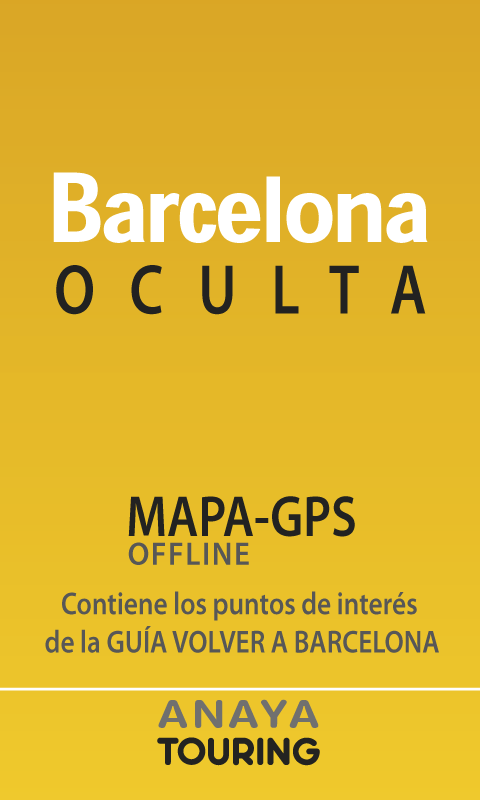 Barcelona
OCULTA
MAPA-GPS
OFFLINE
Contiene los puntos de interés
de la GUÍA VOLVER A BARCELONA
ANAYA
TOURING